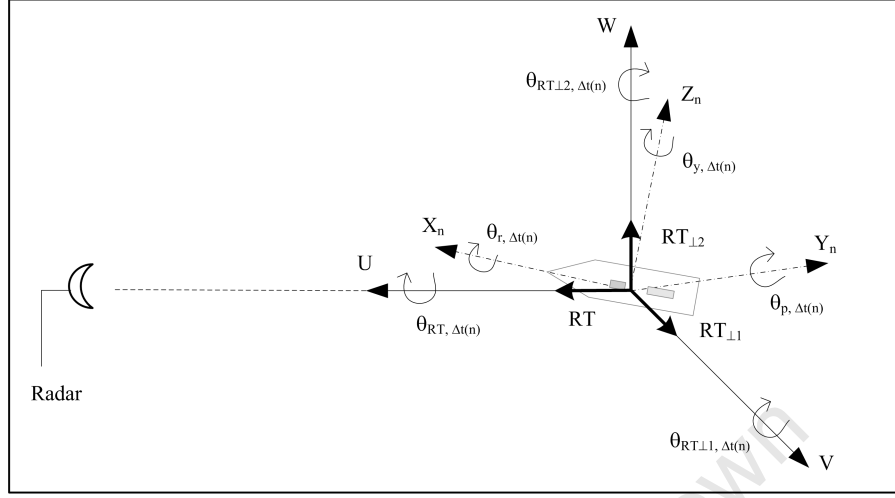 W
θRT⊥2, Δt(n)
Zn
θy, Δt(n)
Xn
θr, Δt(n)
RT⊥2
Yn
U
θp, Δt(n)
RT
θRT, Δt(n)
RT⊥1
Radar
θRT⊥1, Δt(n)
V